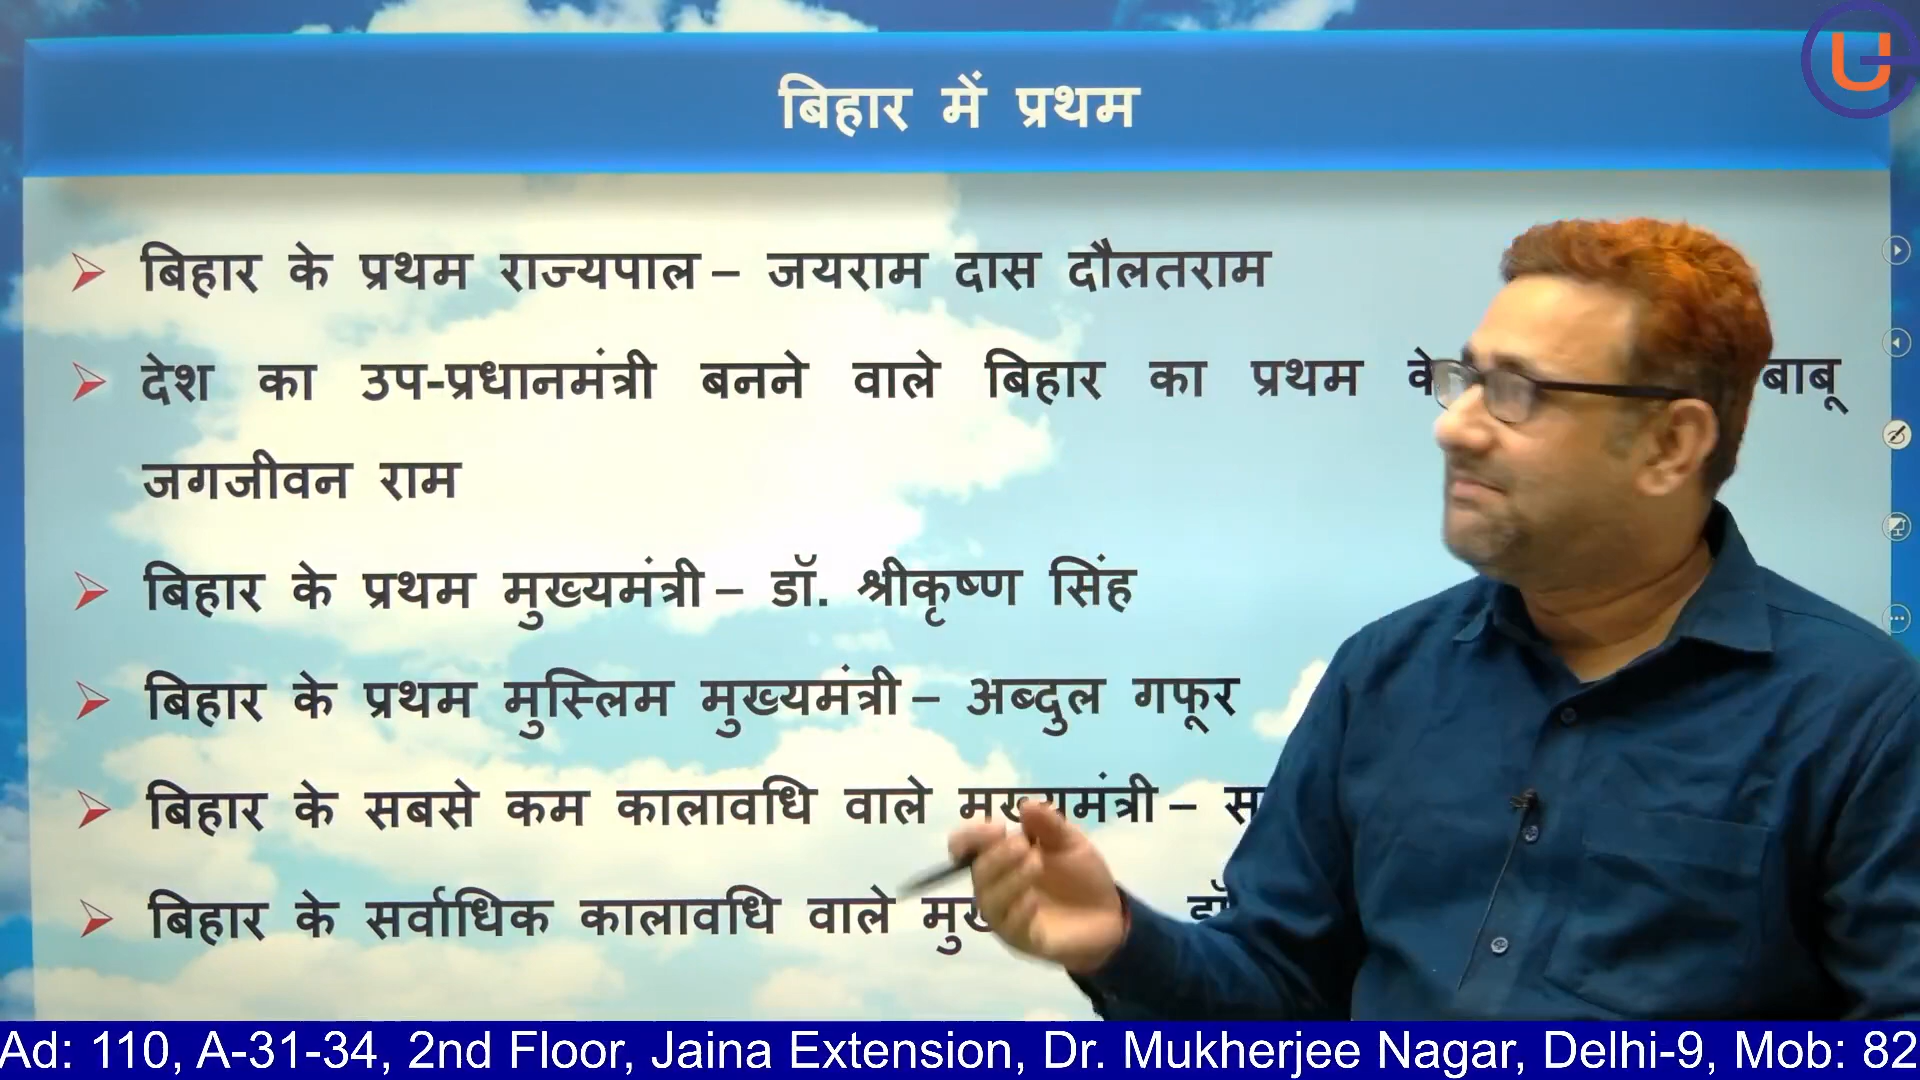 बिहार में प्रथम
बिहार के प्रथम राज्यपाल – जयराम दास दौलतराम
देश का उप-प्रधानमंत्री बनने वाले बिहार का प्रथम बाबू
जगजीवन राम
बिहार के प्रथम मुख्यमंत्री – डॉ. श्रीकृष्ण सिंह
बिहार के प्रथम मुस्लिम मुख्यमंत्री – अब्दुल गफूर
बिहार के सबसे कम कालावधि वाले मुख्यमंत्री –
बिहार के सर्वाधिक कालावधि वाले
Ad: 110, A-31-34, 2nd Floor, Jaina Extension, Dr. Mukherjee Nagar, Delhi-9, Mob: 82